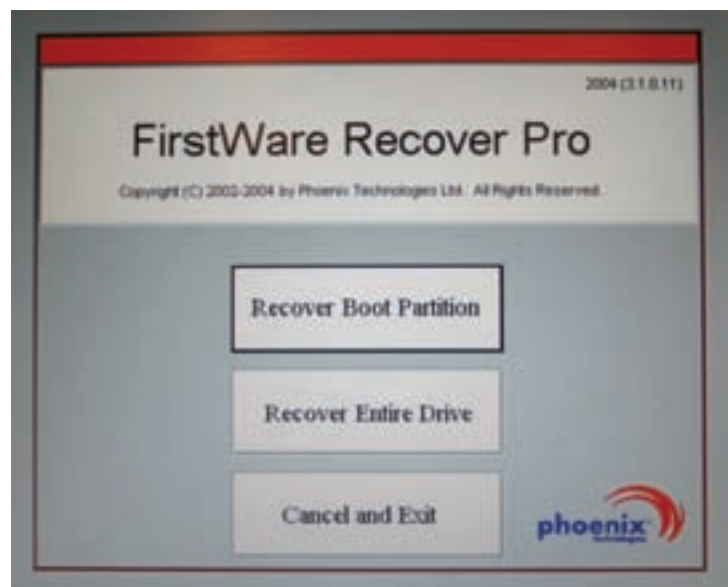 2004 (3.1.0.11)
FirstWare Recover Pro
Copyright (C) 2002-2004 by Phoenix Technologies Ltd. All Rights Reserved.
Recover Boot Partition
Recover Entire Drive
Cancel and Exit
phoenix
technologies